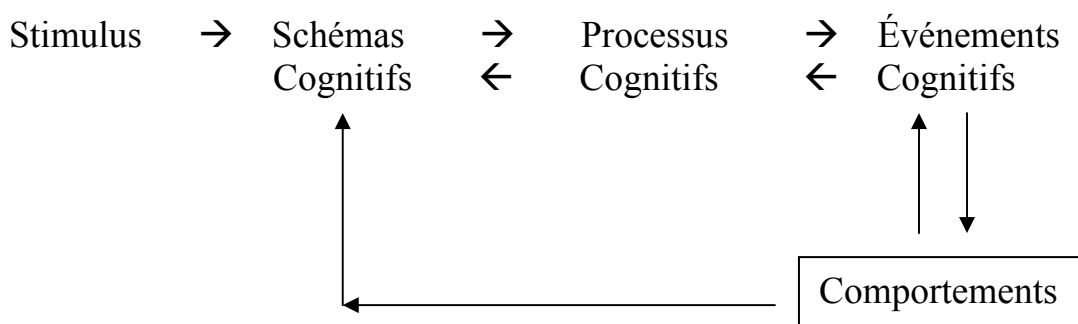 Stimulus → Schémas → Processus → Événements
Cognitifs ← Cognitifs ← Cognitifs
Comportements